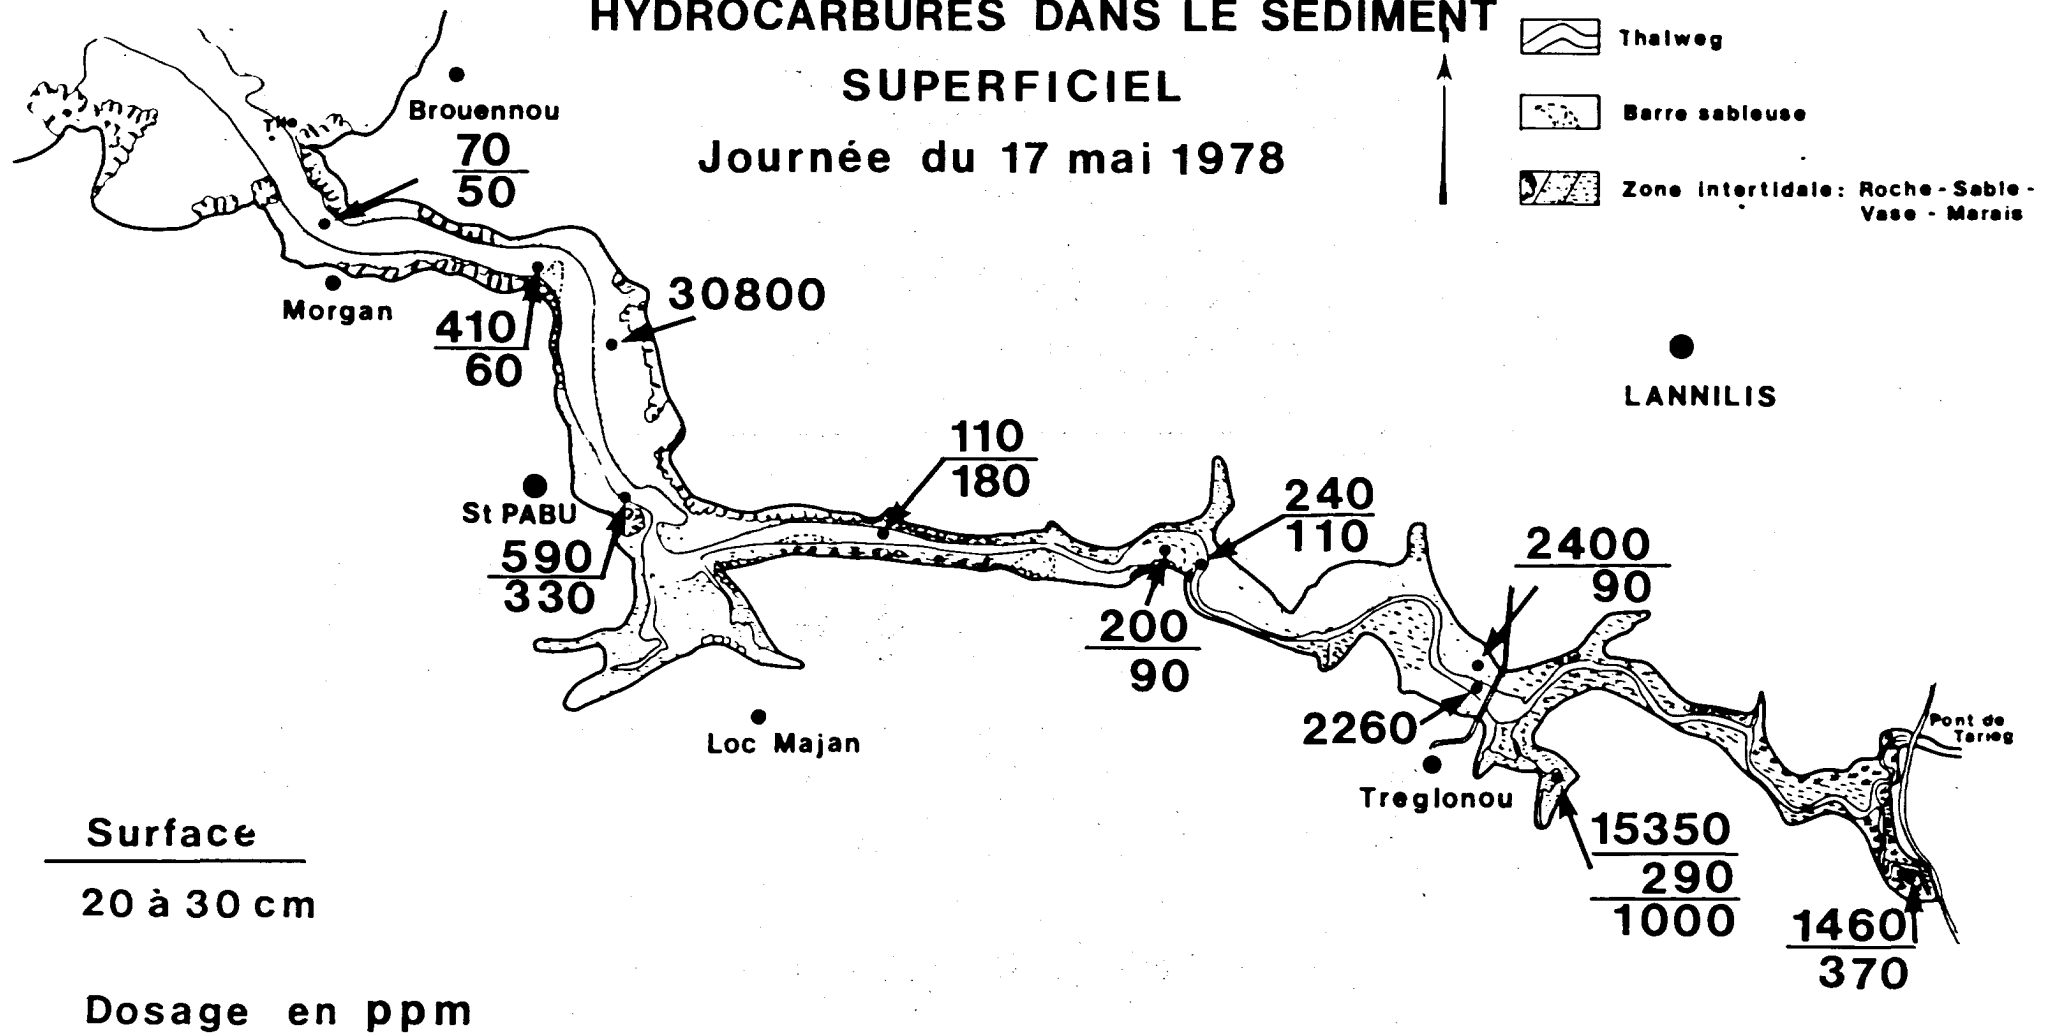 HYDROCARBURES DANS LE SEDIMENT
SUPERFICIEL
Journée du 17 mai 1978
Thalweg
Barre sableuse
Zone intertidale: Roche - Sable -
Vase - Marais
Brouennou
70
50
Morgan
410
60
30800
LANNILIS
110
180
St PABU
590
330
240
110
2400
90
200
90
2260
Loc Majan
Treglonou
Pont de
Tarieg
15350
290
1000
1460
370
Surface
20 à 30 cm
Dosage en ppm